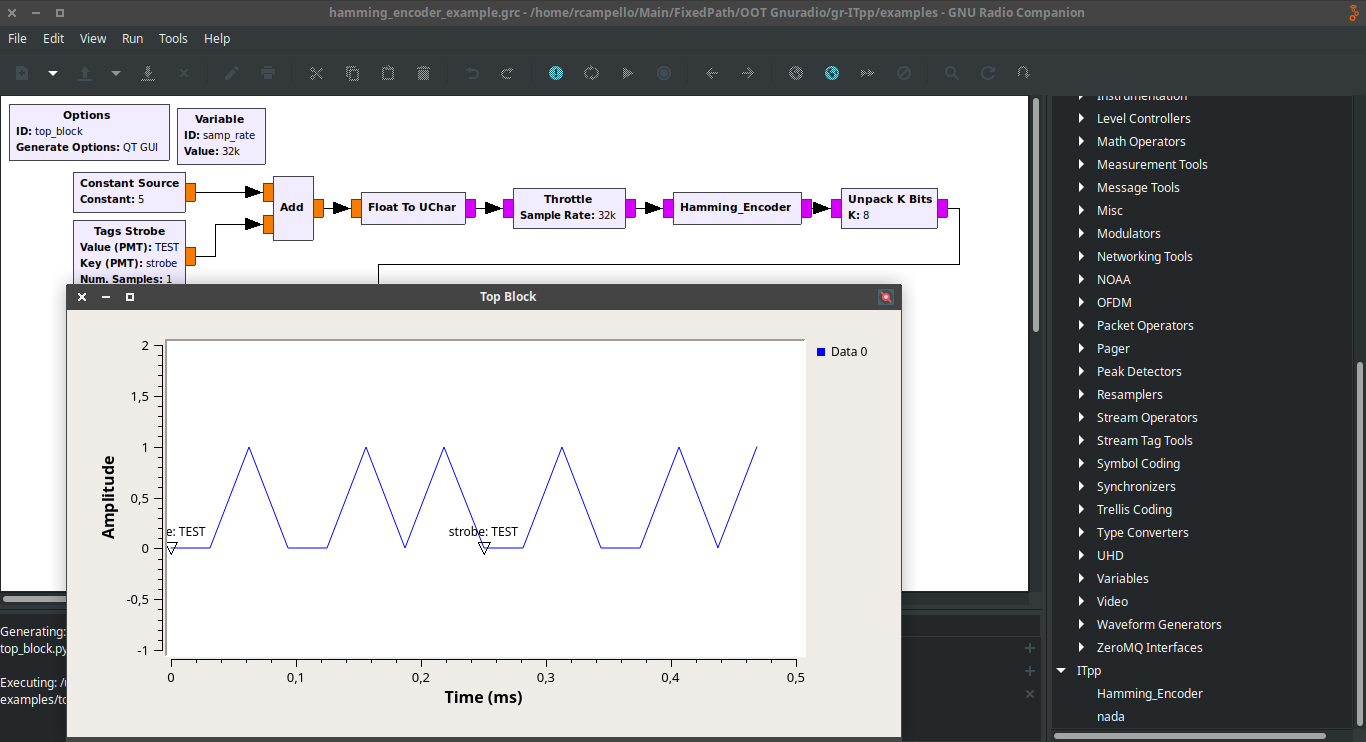 hamming_encoder_example.grc - /home/rcampello/Main/FixedPath/OOT Gnuradio/gr-ITpp/examples - GNU Radio Companion
File Edit View Run Tools Help
Options
ID: top_block
Generate Options: QT GUI
Variable
ID: samp_rate
Value: 32k
Constant Source
Constant: 5
Tags Strobe
Value (PMT): TEST
Key (PMT): strobe
Num. Samples: 1
Add
Float To UChar
Throttle
Sample Rate: 32k
Hamming_Encoder
Unpack K Bits
K: 8
Top Block
2
1,5
1
0,5
0
-0,5
-1
Amplitude
e: TEST
strobe: TEST
Data 0
0
0,1
0,2
0,3
0,4
0,5
Time (ms)
Generating:
top_block.py
Executing: /u
examples/to
Instrumentation
Level Controllers
Math Operators
Measurement Tools
Message Tools
Misc
Modulators
Networking Tools
NOAA
OFDM
Packet Operators
Pager
Peak Detectors
Resamplers
Stream Operators
Stream Tag Tools
Symbol Coding
Synchronizers
Trellis Coding
Type Converters
UHD
Variables
Video
Waveform Generators
ZeroMQ Interfaces
ITpp
Hamming_Encoder
nada